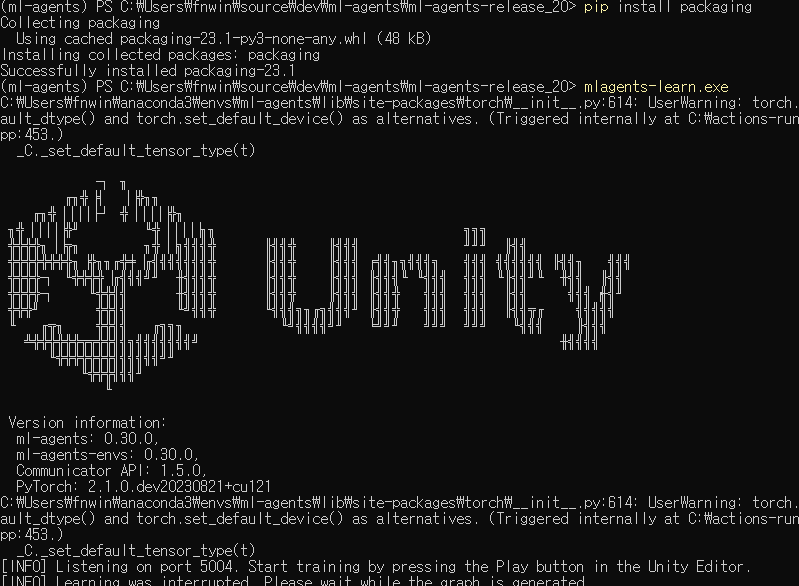 (ml-agents) PS C:₩Users₩fnwin₩source₩dev₩ml-agents₩ml-agents-release_20> pip install packaging
Collecting packaging
  Using cached packaging-23.1-py3-none-any.whl (48 kB)
Installing collected packages: packaging
Successfully installed packaging-23.1
(ml-agents) PS C:₩Users₩fnwin₩source₩dev₩ml-agents₩ml-agents-release_20> mlagents-learn.exe
C:₩Users₩fnwin₩anaconda3₩envs₩ml-agents₩lib₩site-packages₩torch₩__init__.py:614: UserWarning: torch.
ault_dtype() and torch.set_default_device() as alternatives. (Triggered internally at C:₩actions-run
pp:453.)
  _C._set_default_tensor_type(t)
Unity
 Version information:
  ml-agents: 0.30.0,
  ml-agents-envs: 0.30.0,
  Communicator API: 1.5.0,
  PyTorch: 2.1.0.dev20230821+cu121
C:₩Users₩fnwin₩anaconda3₩envs₩ml-agents₩lib₩site-packages₩torch₩__init__.py:614: UserWarning: torch.
ault_dtype() and torch.set_default_device() as alternatives. (Triggered internally at C:₩actions-run
pp:453.)
  _C._set_default_tensor_type(t)
[INFO] Listening on port 5004. Start training by pressing the Play button in the Unity Editor.
[INFO] Learning was interrupted. Please wait while the graph is generated.